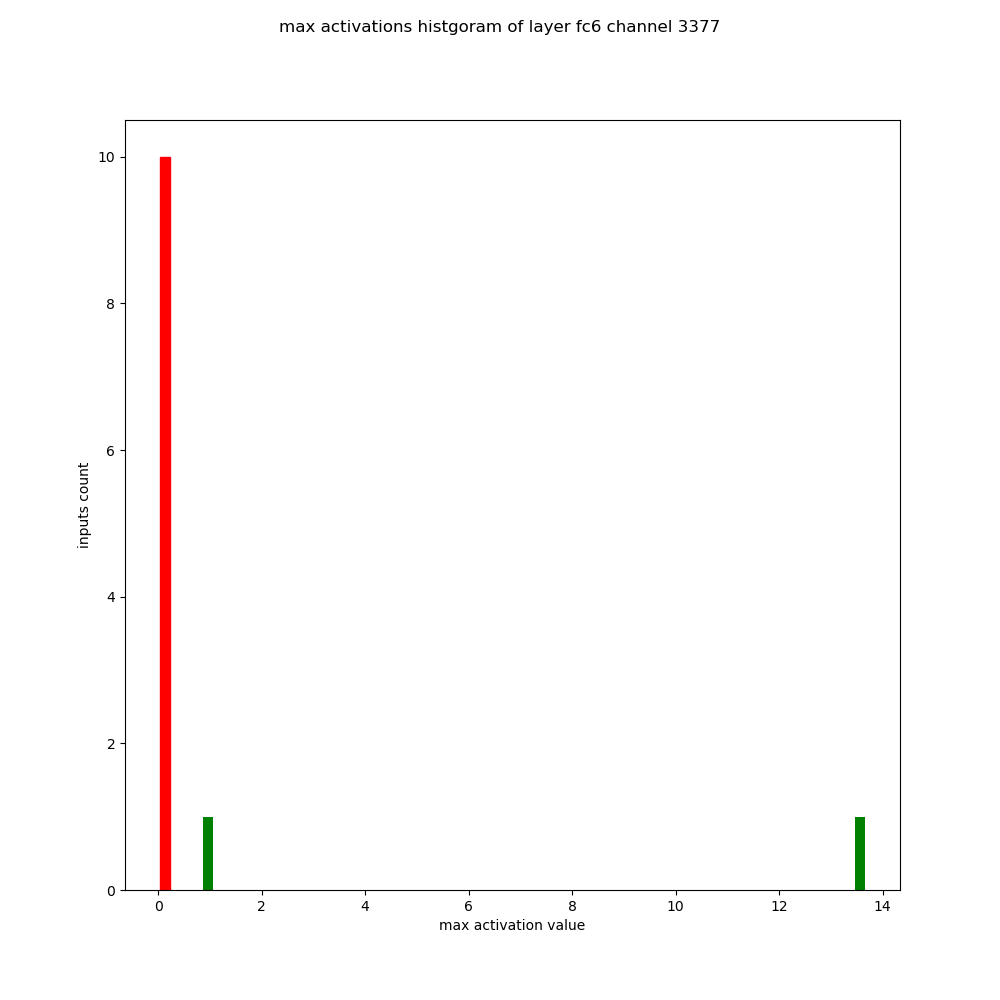 max activations histgoram of layer fc6 channel 3377
10
8
6
4
2
0
inputs count
0 2 4 6 8 10 12 14
max activation value